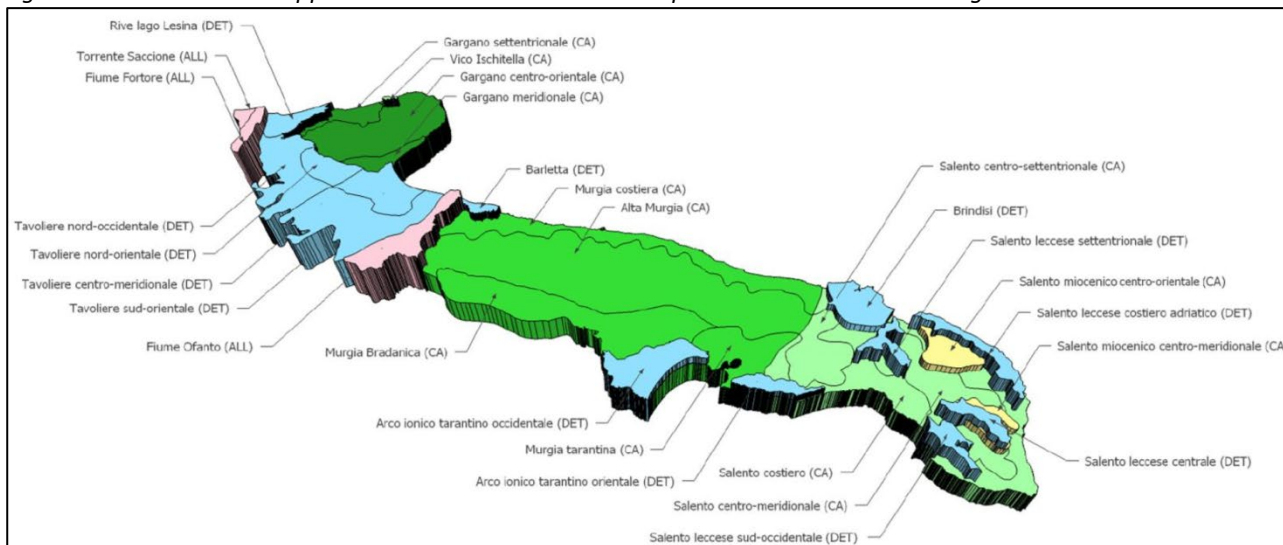 Rive lago Lesina (DET)
Torrente Saccione (ALL)
Fiume Fortore (ALL)
Gargano settentrionale (CA)
Vico Ischitella (CA)
Gargano centro-orientale (CA)
Gargano meridionale (CA)
Barletta (DET)
Murgia costiera (CA)
Alta Murgia (CA)
Salento centro-settentrionale (CA)
Brindisi (DET)
Salento leccese settentrionale (DET)
Salento miocenico centro-orientale (CA)
Salento leccese costiero adriatico (DET)
Salento miocenico centro-meridionale (CA
Tavoliere nord-occidentale (DET)
Tavoliere nord-orientale (DET)
Tavoliere centro-meridionale (DET)
Tavoliere sud-orientale (DET)
Fiume Ofanto (ALL)
Murgia Bradanica (CA)
Arco ionico tarantino occidentale (DET)
Murgia tarantina (CA)
Arco ionico tarantino orientale (DET)
Salento costiero (CA)
Salento centro-meridionale (CA)
Salento leccese sud-occidentale (DET)
Salento leccese centrale (DET)